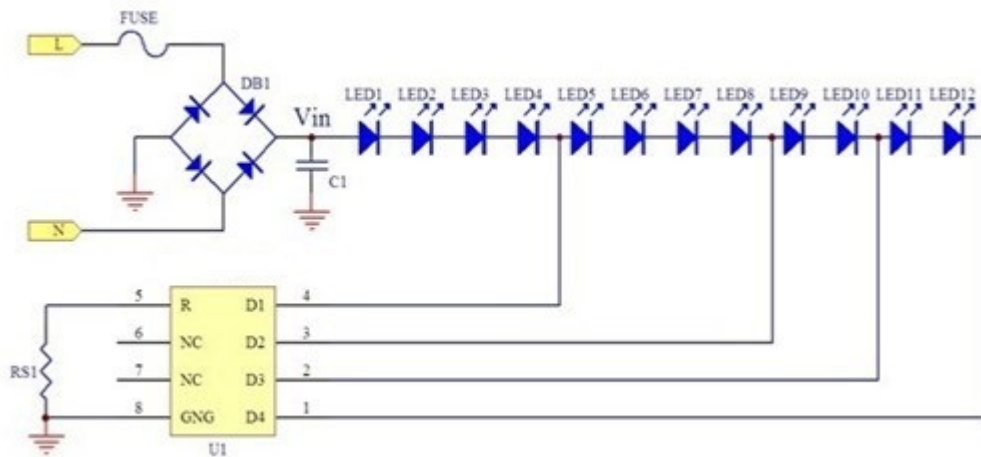 FUSE
L
DB1
Vin
LED1 LED2 LED3 LED4 LED5 LED6 LED7 LED8 LED9 LED10 LED11 LED12
C1
N
5 R D1 4
6 NC D2 3
RS1
7 NC D3 2
8 GNG D4 1
U1